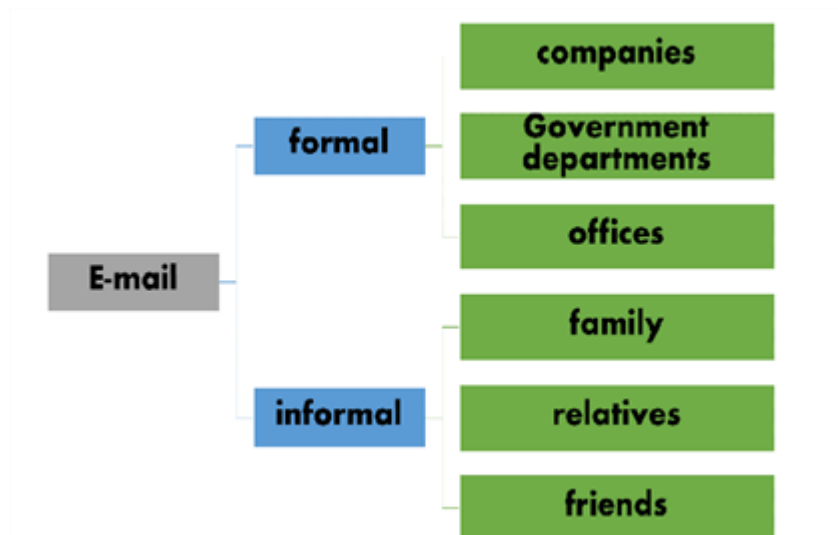 companies
formal
Government
departments
offices
E-mail
family
informal
relatives
friends